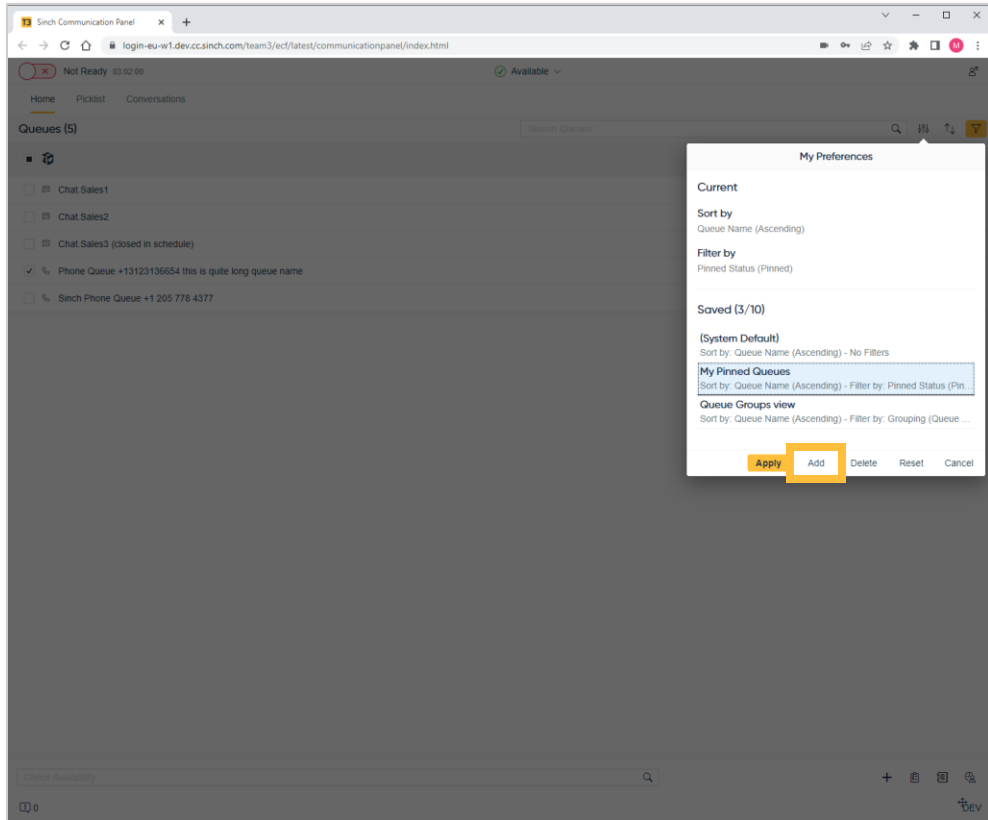 T3 Sinch Communication Panel
login-eu-w1.dev.cc.sinch.com/team3/ecf/latest/communicationpanel/index.html
M
Not Ready 03:02:00
Available
Home Picklist Conversations
Queues (5)
Search Queues
My Preferences
Current
Sort by
Queue Name (Ascending)
Filter by
Pinned Status (Pinned)
Saved (3/10)
(System Default)
Sort by: Queue Name (Ascending) - No Filters
My Pinned Queues
Sort by: Queue Name (Ascending) - Filter by: Pinned Status (Pin...
Queue Groups view
Sort by: Queue Name (Ascending) - Filter by: Grouping (Queue ...
Apply Add Delete Reset Cancel
Chat.Sales1
Chat.Sales2
Chat.Sales3 (closed in schedule)
Phone Queue +13123136654 this is quite long queue name
Sinch Phone Queue +1 205 778 4377
Check Availability
0
DEV